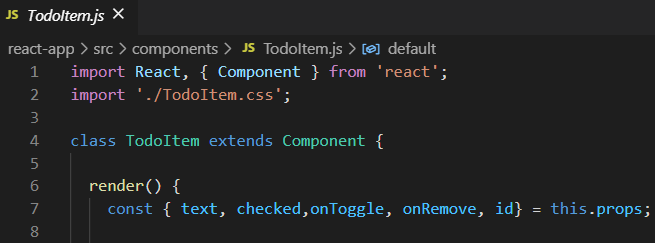 JS TodoItem.js ×
react-app > src > components > JS TodoItem.js > default
1 import React, { Component } from 'react';
2 import './TodoItem.css';
3
4 class TodoItem extends Component {
5
6 render() {
7 const { text, checked,onToggle, onRemove, id} = this.props;
8